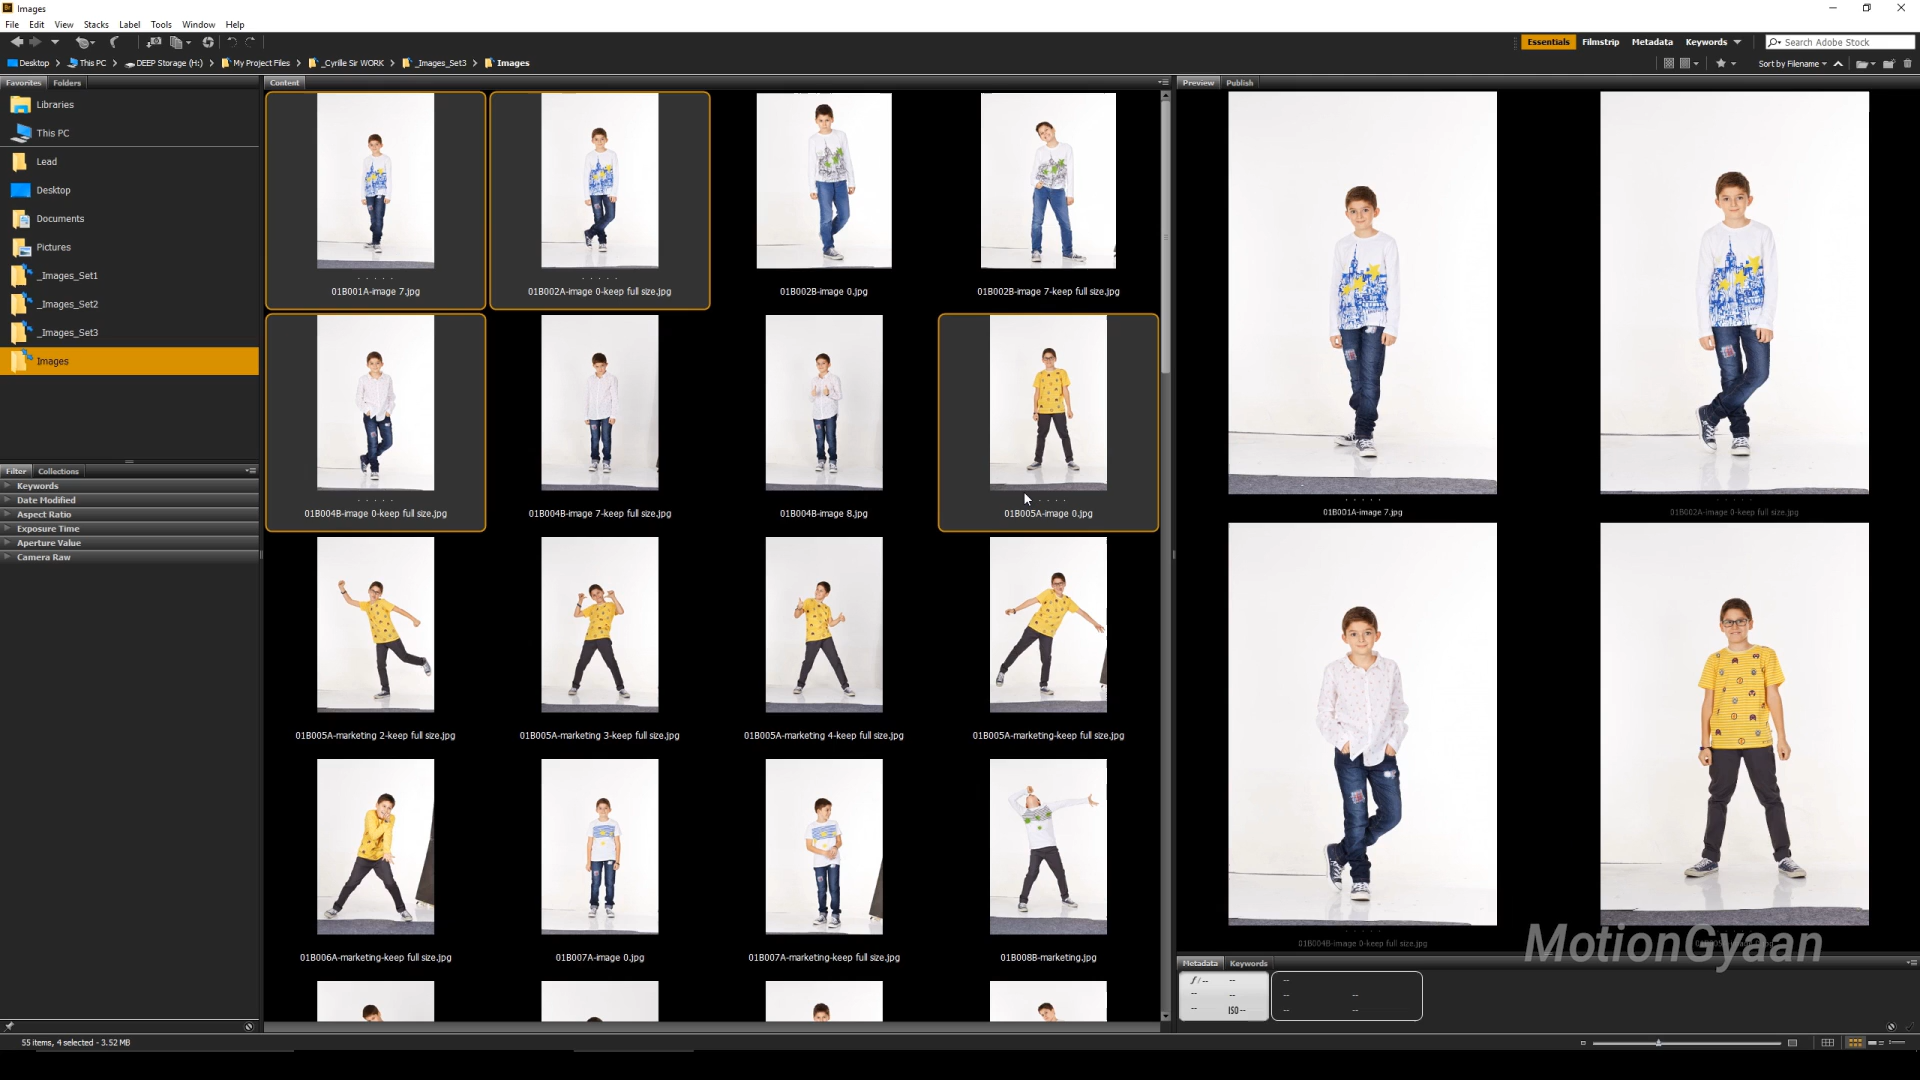 Br Images
File Edit View Stacks Label Tools Window Help
Essentials Filmstrip Metadata Keywords Search Adobe Stock
Desktop This PC DEEP Storage (H:) My Project Files _Cyrille Sir WORK _Images_Set3 Images
Sort by Filename
Favorites Folders
Libraries
This PC
Lead
Desktop
Documents
Pictures
_Images_Set1
_Images_Set2
_Images_Set3
Images
Filter Collections
Keywords
Date Modified
Aspect Ratio
Exposure Time
Aperture Value
Camera Raw
Content
01B001A-image 7.jpg
01B002A-image 0-keep full size.jpg
01B002B-image 0.jpg
01B002B-image 7-keep full size.jpg
01B004B-image 0-keep full size.jpg
01B004B-image 7-keep full size.jpg
01B004B-image 8.jpg
01B005A-image 0.jpg
01B005A-marketing 2-keep full size.jpg
01B005A-marketing 3-keep full size.jpg
01B005A-marketing 4-keep full size.jpg
01B005A-marketing-keep full size.jpg
01B006A-marketing-keep full size.jpg
01B007A-image 0.jpg
01B007A-marketing-keep full size.jpg
01B008B-marketing.jpg
Preview Publish
01B001A-image 7.jpg
01B002A-image 0-keep full size.jpg
01B004B-image 0-keep full size.jpg
MotionGyaan
Metadata Keywords
f/-- --
-- --
-- ISO--
--
-- --
-- --
55 items, 4 selected - 3.52 MB